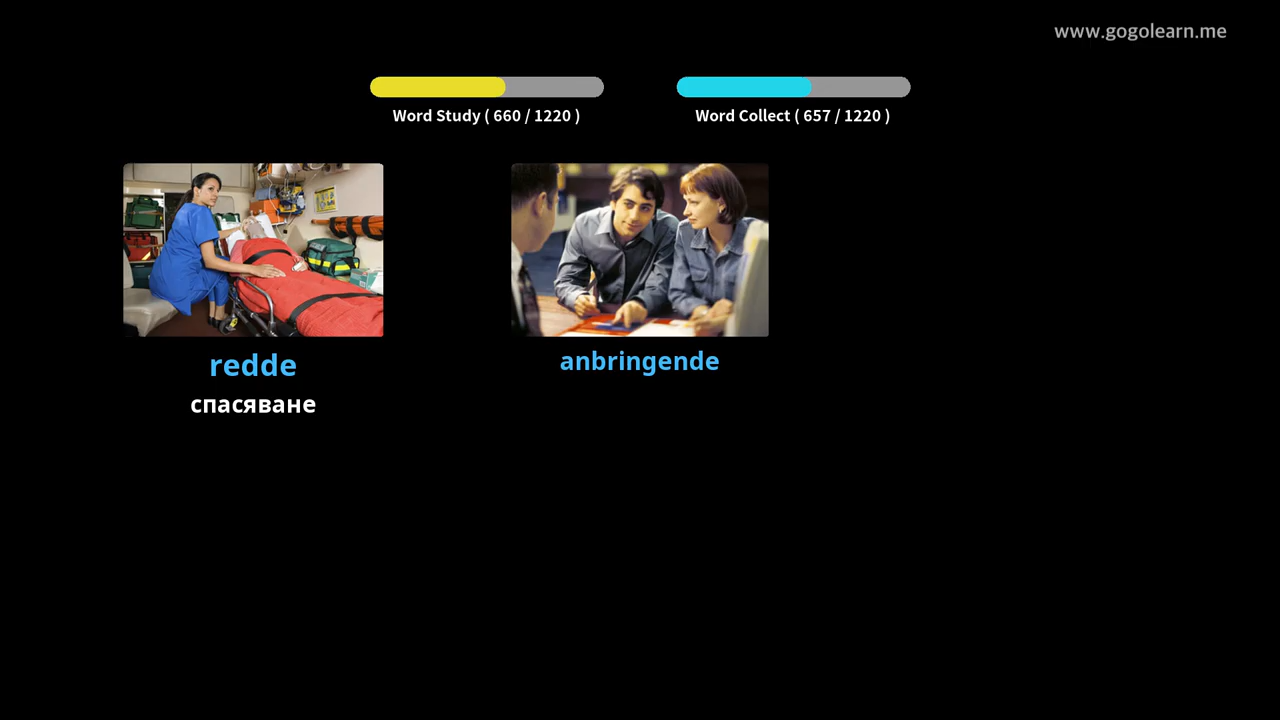 www.gogolearn.me
Word Study ( 660 / 1220 )
Word Collect ( 657 / 1220 )
redde
anbringende
спасяване